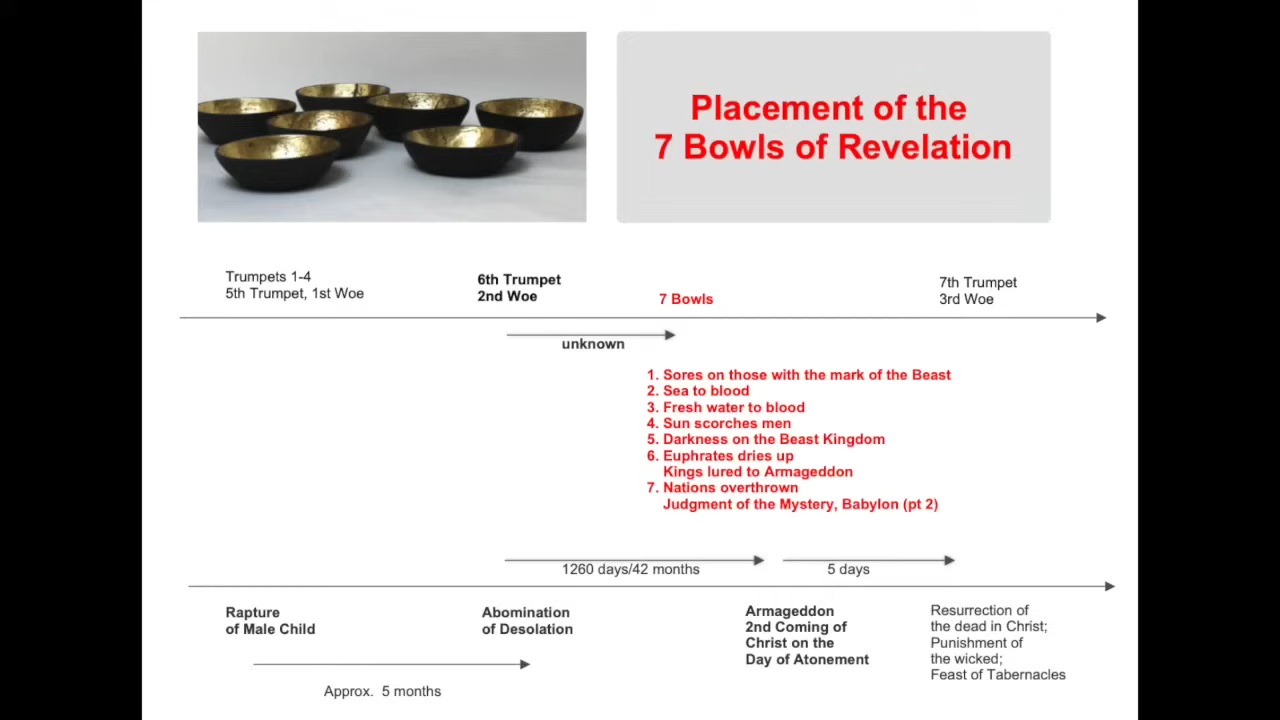 Placement of the
7 Bowls of Revelation
Trumpets 1-4
5th Trumpet, 1st Woe
6th Trumpet
2nd Woe
7 Bowls
7th Trumpet
3rd Woe
unknown
1. Sores on those with the mark of the Beast
2. Sea to blood
3. Fresh water to blood
4. Sun scorches men
5. Darkness on the Beast Kingdom
6. Euphrates dries up
Kings lured to Armageddon
7. Nations overthrown
Judgment of the Mystery, Babylon (pt 2)
1260 days/42 months
5 days
Rapture
of Male Child
Abomination
of Desolation
Armageddon
2nd Coming of
Christ on the
Day of Atonement
Resurrection of
the dead in Christ;
Punishment of
the wicked;
Feast of Tabernacles
Approx. 5 months